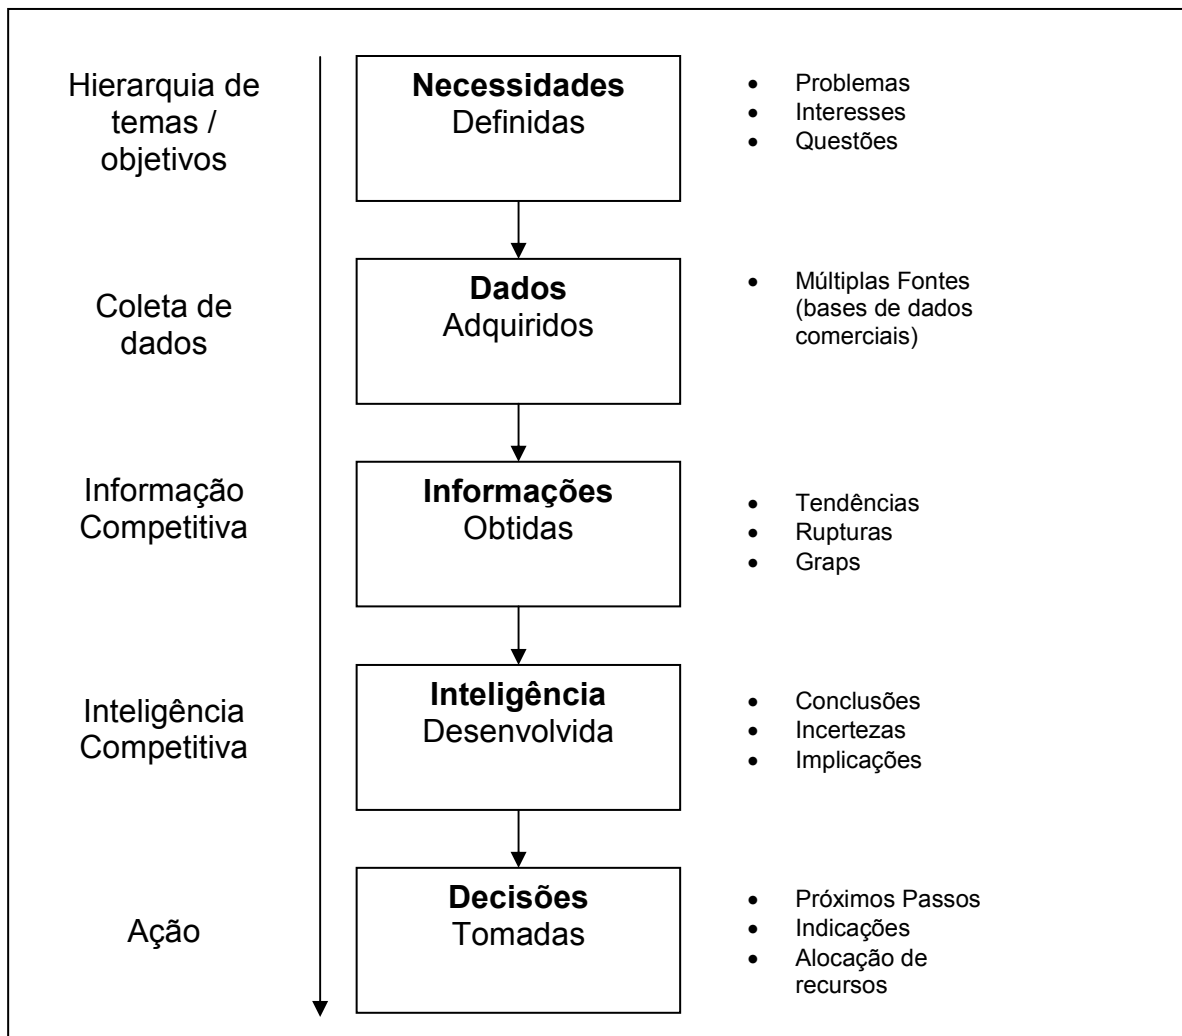 Hierarquia de
temas /
objetivos
Necessidades
Definidas
• Problemas
• Interesses
• Questões
Coleta de
dados
Dados
Adquiridos
• Múltiplas Fontes
(bases de dados
comerciais)
Informação
Competitiva
Informações
Obtidas
• Tendências
• Rupturas
• Graps
Inteligência
Competitiva
Inteligência
Desenvolvida
• Conclusões
• Incertezas
• Implicações
Ação
Decisões
Tomadas
• Próximos Passos
• Indicações
• Alocação de
recursos